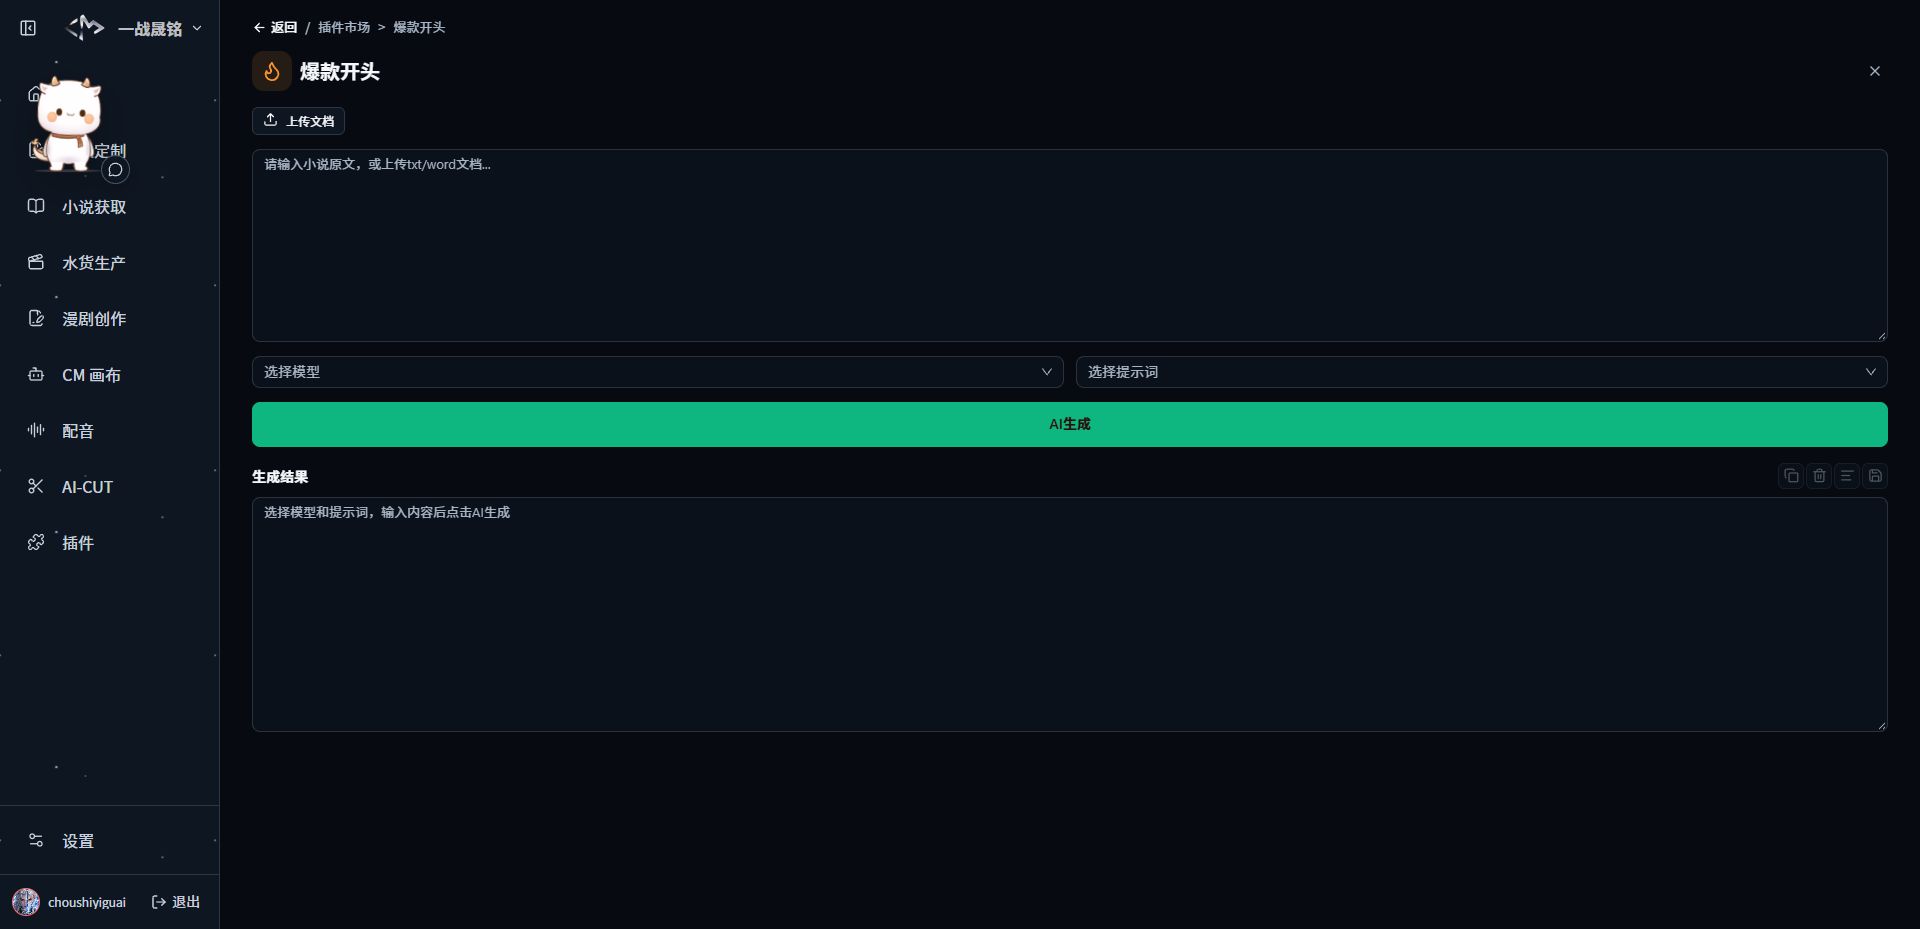 一战晟铭
定制
小说获取
水货生产
漫剧创作
CM 画布
配音
AI-CUT
插件
设置
choushiyiguai
退出
返回 / 插件市场 > 爆款开头
爆款开头
上传文档
请输入小说原文，或上传txt/word文档...
选择模型
选择提示词
AI生成
生成结果
选择模型和提示词，输入内容后点击AI生成